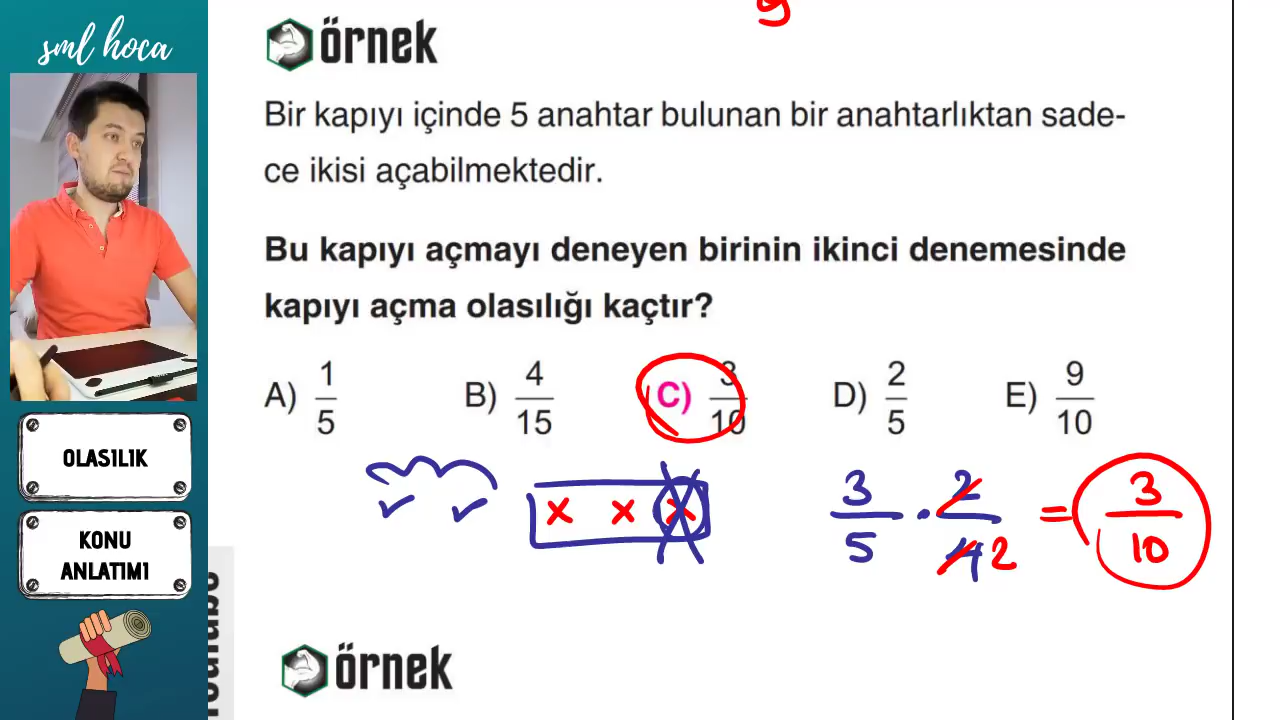 sml hoca
9
örnek
Bir kapıyı içinde 5 anahtar bulunan bir anahtarlıktan sade-
ce ikisi açabilmektedir.
Bu kapıyı açmayı deneyen birinin ikinci denemesinde
kapıyı açma olasılığı kaçtır?
A) 1/5 B) 4/15 C) 3/10 D) 2/5 E) 9/10
✓ ✓ x x x 3/5 · 2/4 2 = 3/10
OLASILIK
KONU
ANLATIMI
örnek